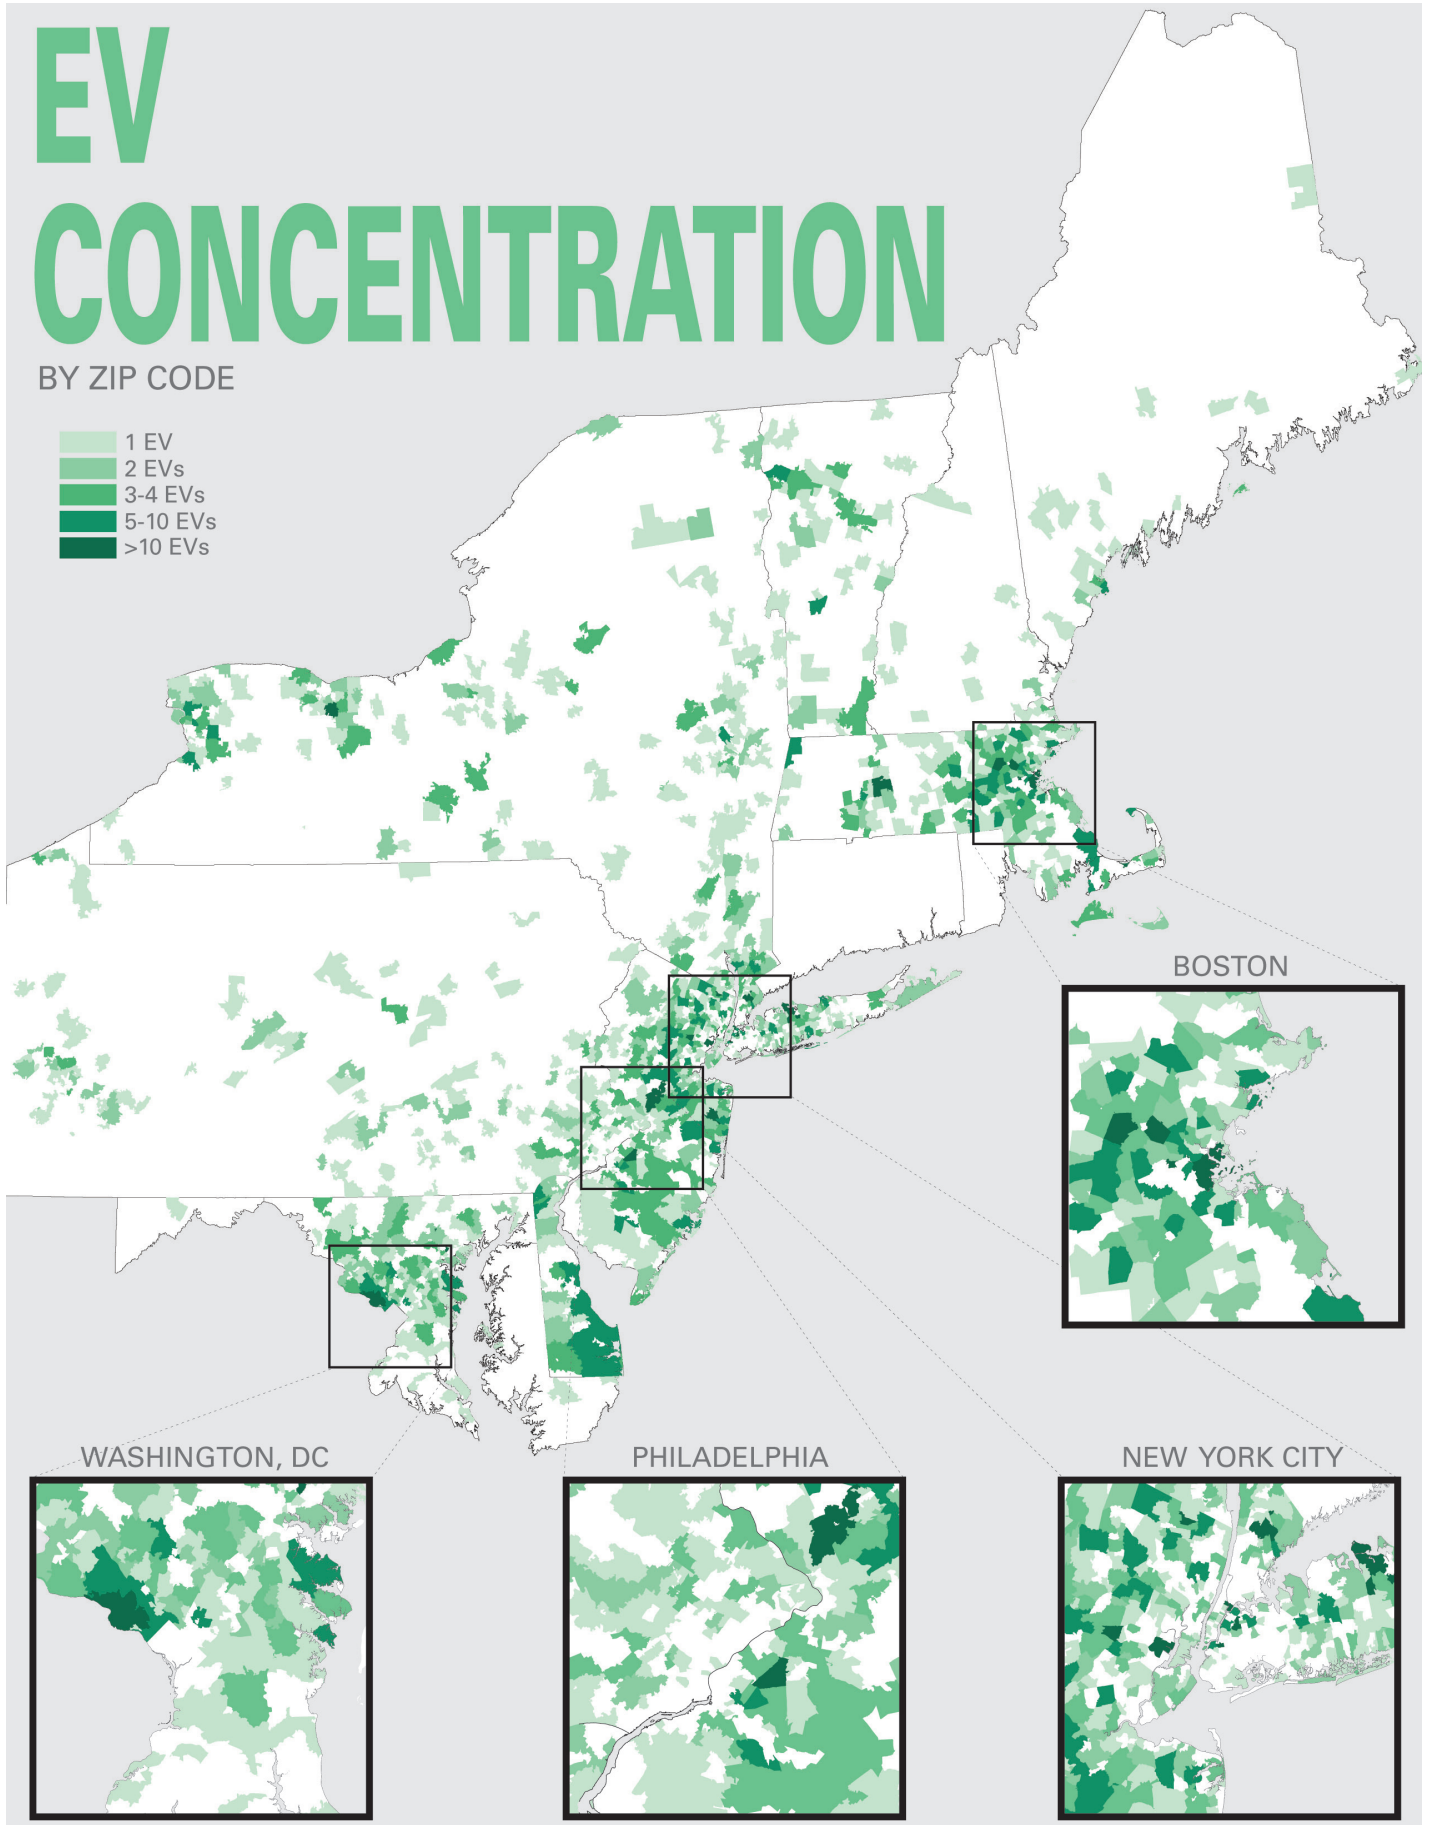 EV
CONCENTRATION
BY ZIP CODE
1 EV
2 EVs
3-4 EVs
5-10 EVs
>10 EVs
BOSTON
WASHINGTON, DC
PHILADELPHIA
NEW YORK CITY